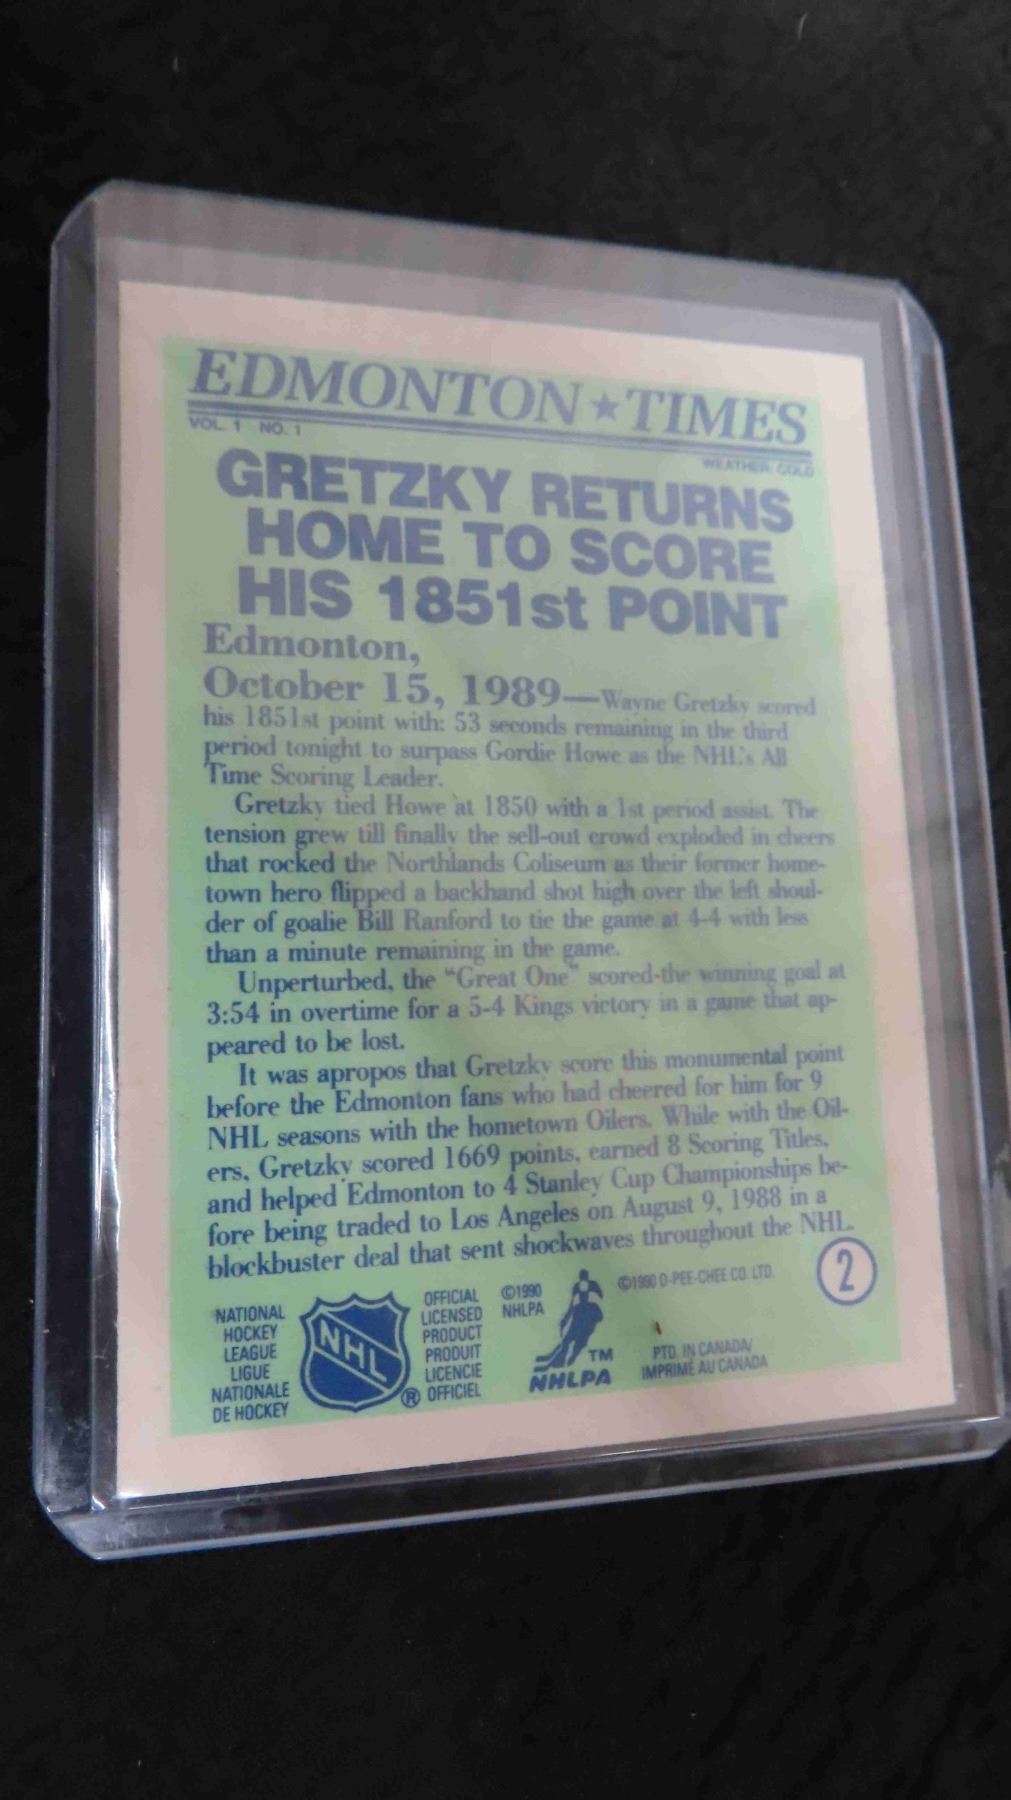 EDMONTON ★ TIMES
VOL. 1 NO. 1
WEATHER: COLD
GRETZKY RETURNS
HOME TO SCORE
HIS 1851st POINT
Edmonton,
October 15, 1989—Wayne Gretzky scored
his 1851st point with: 53 seconds remaining in the third
period tonight to surpass Gordie Howe as the NHL's All
Time Scoring Leader.
Gretzky tied Howe at 1850 with a 1st period assist. The
tension grew till finally the sell-out crowd exploded in cheers
that rocked the Northlands Coliseum as their former home-
town hero flipped a backhand shot high over the left shoul-
der of goalie Bill Ranford to tie the game at 4-4 with less
than a minute remaining in the game.
Unperturbed, the "Great One" scored-the winning goal at
3:54 in overtime for a 5-4 Kings victory in a game that ap-
peared to be lost.
It was apropos that Gretzky score this monumental point
before the Edmonton fans who had cheered for him for 9
NHL seasons with the hometown Oilers. While with the Oil-
ers, Gretzky scored 1669 points, earned 8 Scoring Titles,
and helped Edmonton to 4 Stanley Cup Championships be-
fore being traded to Los Angeles on August 9, 1988 in a
blockbuster deal that sent shockwaves throughout the NHL.
2
NATIONAL
HOCKEY
LEAGUE
LIGUE
NATIONALE
DE HOCKEY
NHL
®
OFFICIAL
LICENSED
PRODUCT
PRODUIT
LICENCIE
OFFICIEL
©1990
NHLPA
TM
NHLPA
©1990 O-PEE-CHEE CO. LTD.
PTD. IN CANADA/
IMPRIMÉ AU CANADA